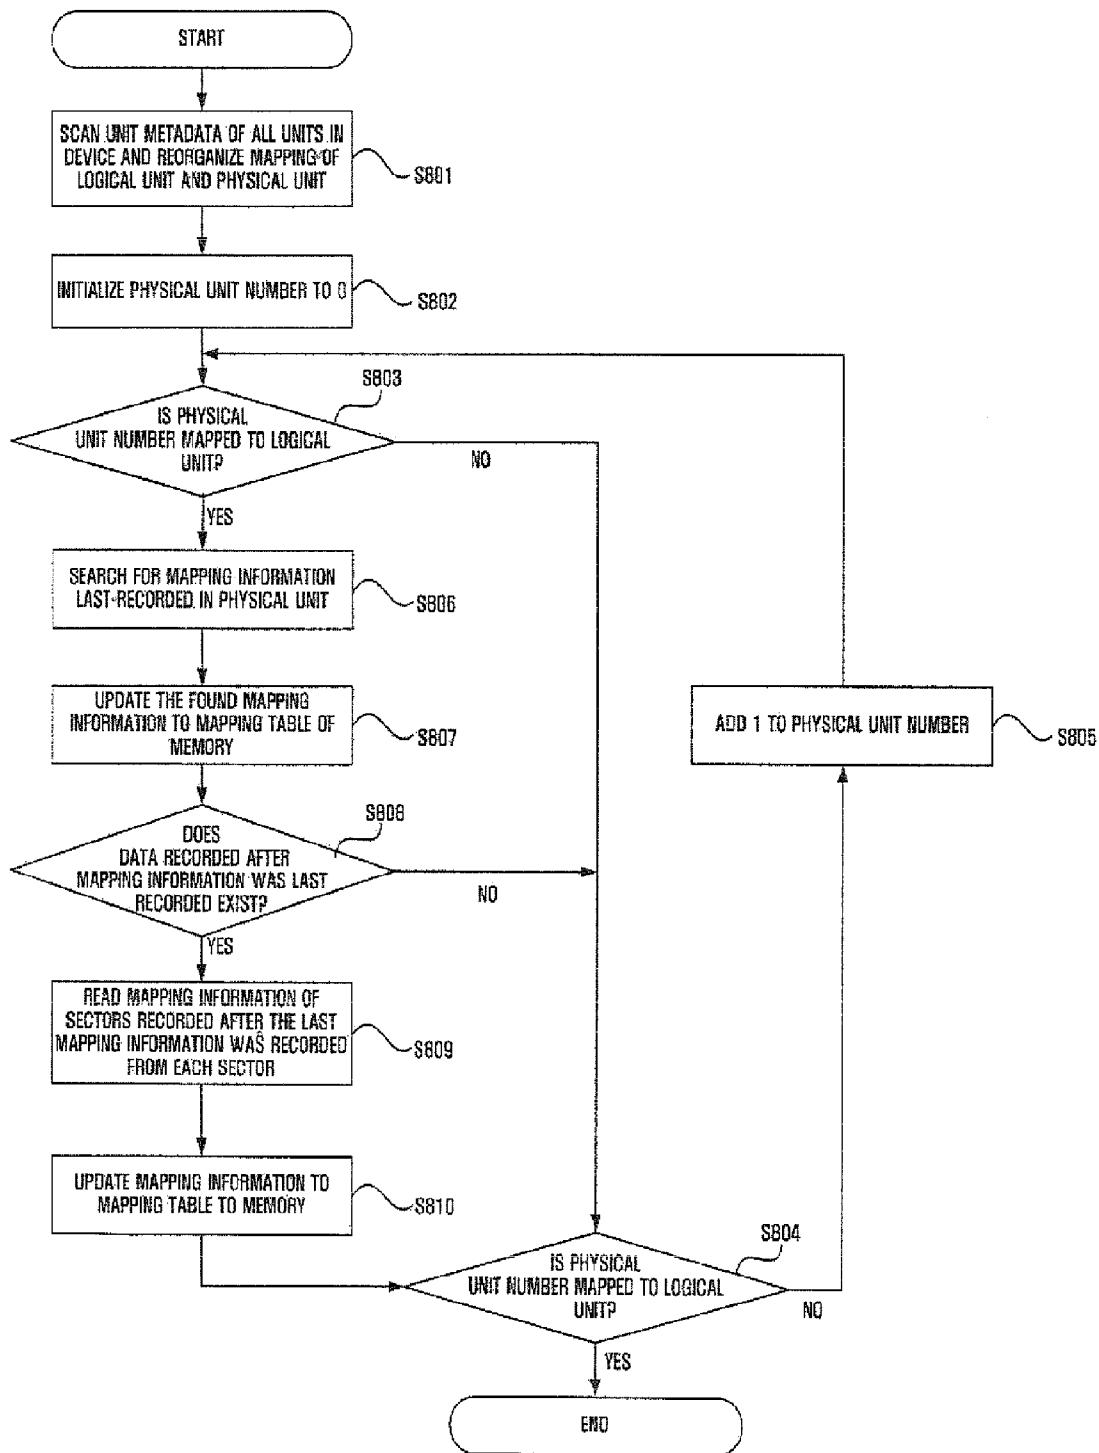 START
SCAN UNIT METADATA OF ALL UNITS IN
DEVICE AND REORGANIZE MAPPING OF
LOGICAL UNIT AND PHYSICAL UNIT
S801
INITIALIZE PHYSICAL UNIT NUMBER TO 0
S802
S803
IS PHYSICAL
UNIT NUMBER MAPPED TO LOGICAL
UNIT?
NO
YES
SEARCH FOR MAPPING INFORMATION
LAST-RECORDED IN PHYSICAL UNIT
S806
UPDATE THE FOUND MAPPING
INFORMATION TO MAPPING TABLE OF
MEMORY
S807
ADD 1 TO PHYSICAL UNIT NUMBER
S805
S808
DOES
DATA RECORDED AFTER
MAPPING INFORMATION WAS LAST
RECORDED EXIST?
NO
YES
READ MAPPING INFORMATION OF
SECTORS RECORDED AFTER THE LAST
MAPPING INFORMATION WAS RECORDED
FROM EACH SECTOR
S809
UPDATE MAPPING INFORMATION TO
MAPPING TABLE TO MEMORY
S810
S804
IS PHYSICAL
UNIT NUMBER MAPPED TO LOGICAL
UNIT?
NO
YES
END